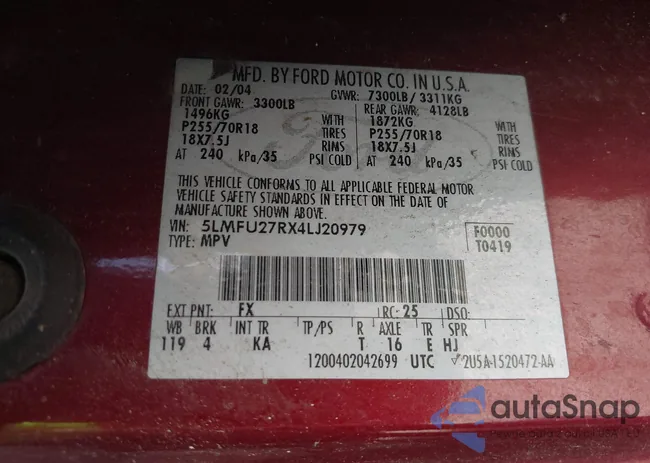 MFD. BY FORD MOTOR CO. IN U.S.A.
DATE: 02/04 GVWR: 7300LB / 3311KG
FRONT GAWR: 3300LB REAR GAWR: 4128LB
1496KG WITH 1872KG WITH
P255/70R18 TIRES P255/70R18 TIRES
18X7.5J RIMS 18X7.5J RIMS
AT 240 kPa/35 PSI COLD AT 240 kPa/35 PSI COLD
THIS VEHICLE CONFORMS TO ALL APPLICABLE FEDERAL MOTOR
VEHICLE SAFETY STANDARDS IN EFFECT ON THE DATE OF
MANUFACTURE SHOWN ABOVE.
VIN: 5LMFU27RX4LJ20979 F0000
TYPE: MPV T0419
EXT PNT: FX RC: 25 DSO:
WB BRK INT TR TP/PS R AXLE TR SPR
119 4 KA T 16 E HJ
1200402042699 UTC 2U5A-1520472-AA
autoSnap